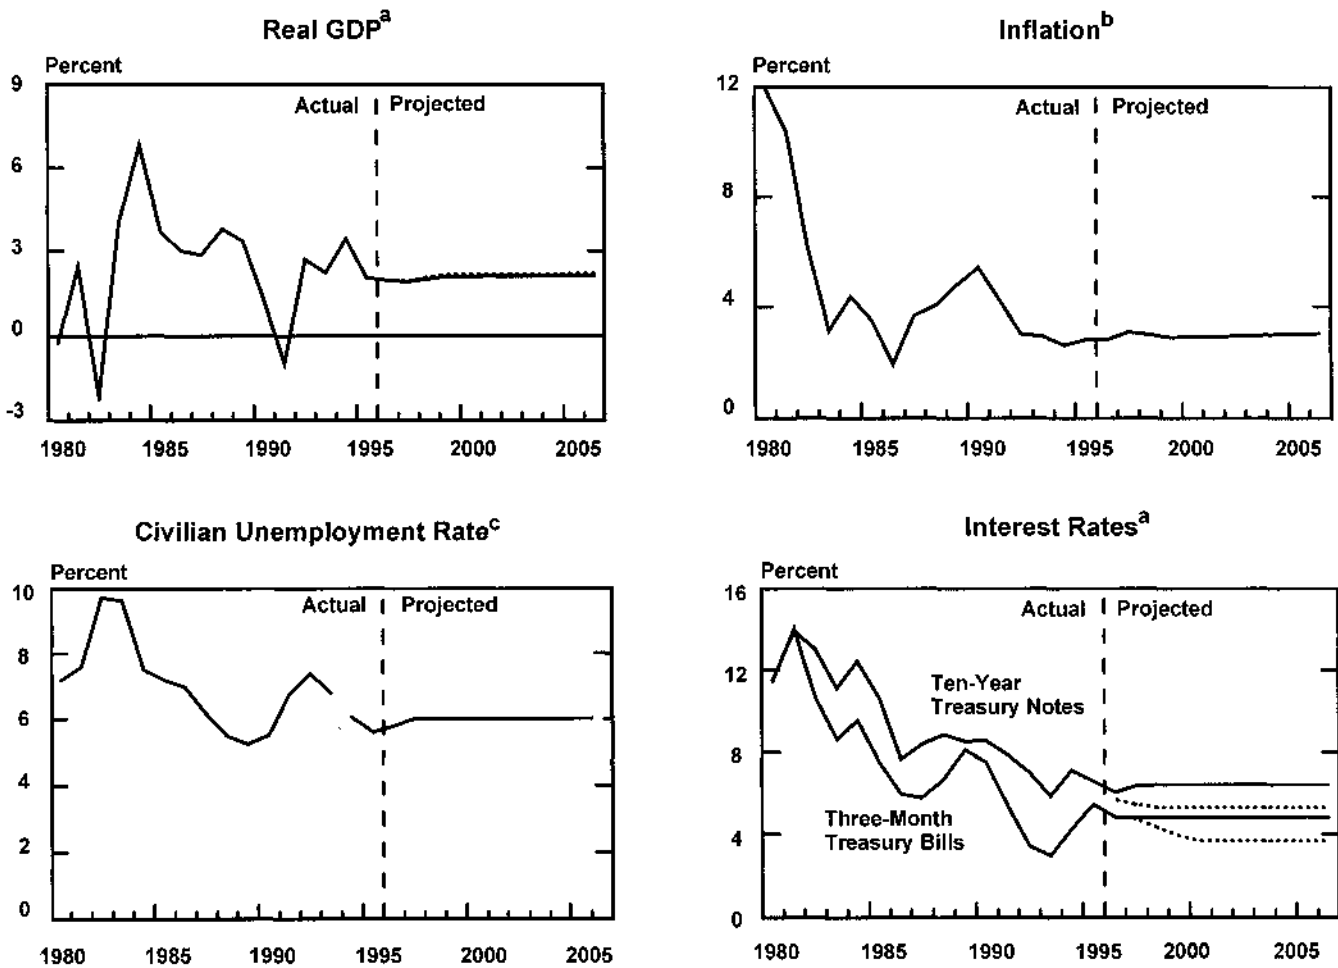 Real GDPa
Percent
9
6
3
0
-3
Actual
Projected
1980 1985 1990 1995 2000 2005
Inflationb
Percent
12
8
4
0
Actual
Projected
1980 1985 1990 1995 2000 2005
Civilian Unemployment Ratec
Percent
10
8
6
4
2
0
Actual
Projected
1980 1985 1990 1995 2000 2005
Interest Ratesa
Percent
16
12
8
4
0
Actual
Projected
Ten-Year
Treasury Notes
Three-Month
Treasury Bills
1980 1985 1990 1995 2000 2005